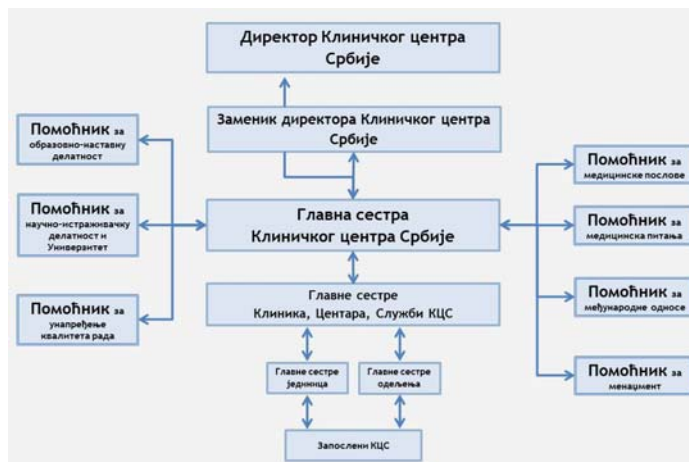 Директор Клиничког центра
Србије
Заменик директора Клиничког центра
Србије
Помоћник за
образовно-наставну
делатност
Помоћник за
научно-истраживачку
делатност и
Универзитет
Помоћник за
унапређење
квалитета рада
Главна сестра
Клиничког центра Србије
Помоћник за
медицинске послове
Помоћник за
медицинска питања
Помоћник за
међународне односе
Помоћник за
менаџмент
Главне сестре
Клиника, Центара, Службе КЦС
Главне сестре
јединица
Главне сестре
одељења
Запослени КЦС